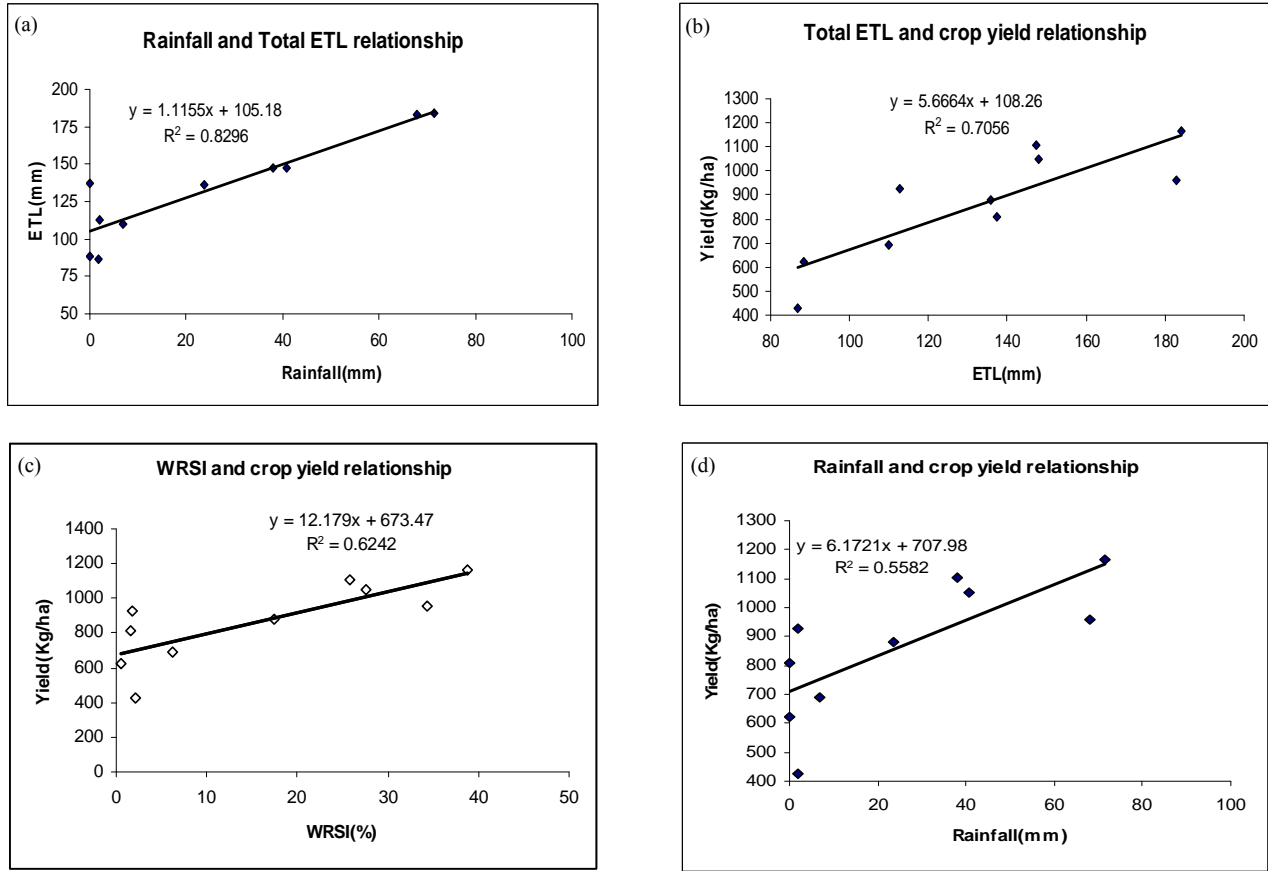 (a)
Rainfall and Total ETL relationship
y = 1.1155x + 105.18
R² = 0.8296
ETL(mm)
200
175
150
125
100
75
50
0 20 40 60 80 100
Rainfall(mm)
(b)
Total ETL and crop yield relationship
y = 5.6664x + 108.26
R² = 0.7056
Yield(Kg/ha)
1300
1200
1100
1000
900
800
700
600
500
400
80 100 120 140 160 180 200
ETL(mm)
(c)
WRSI and crop yield relationship
y = 12.179x + 673.47
R² = 0.6242
Yield(Kg/ha)
1400
1200
1000
800
600
400
200
0
0 10 20 30 40 50
WRSI(%)
(d)
Rainfall and crop yield relationship
y = 6.1721x + 707.98
R² = 0.5582
Yield(Kg/ha)
1300
1200
1100
1000
900
800
700
600
500
400
0 20 40 60 80 100
Rainfall(mm)